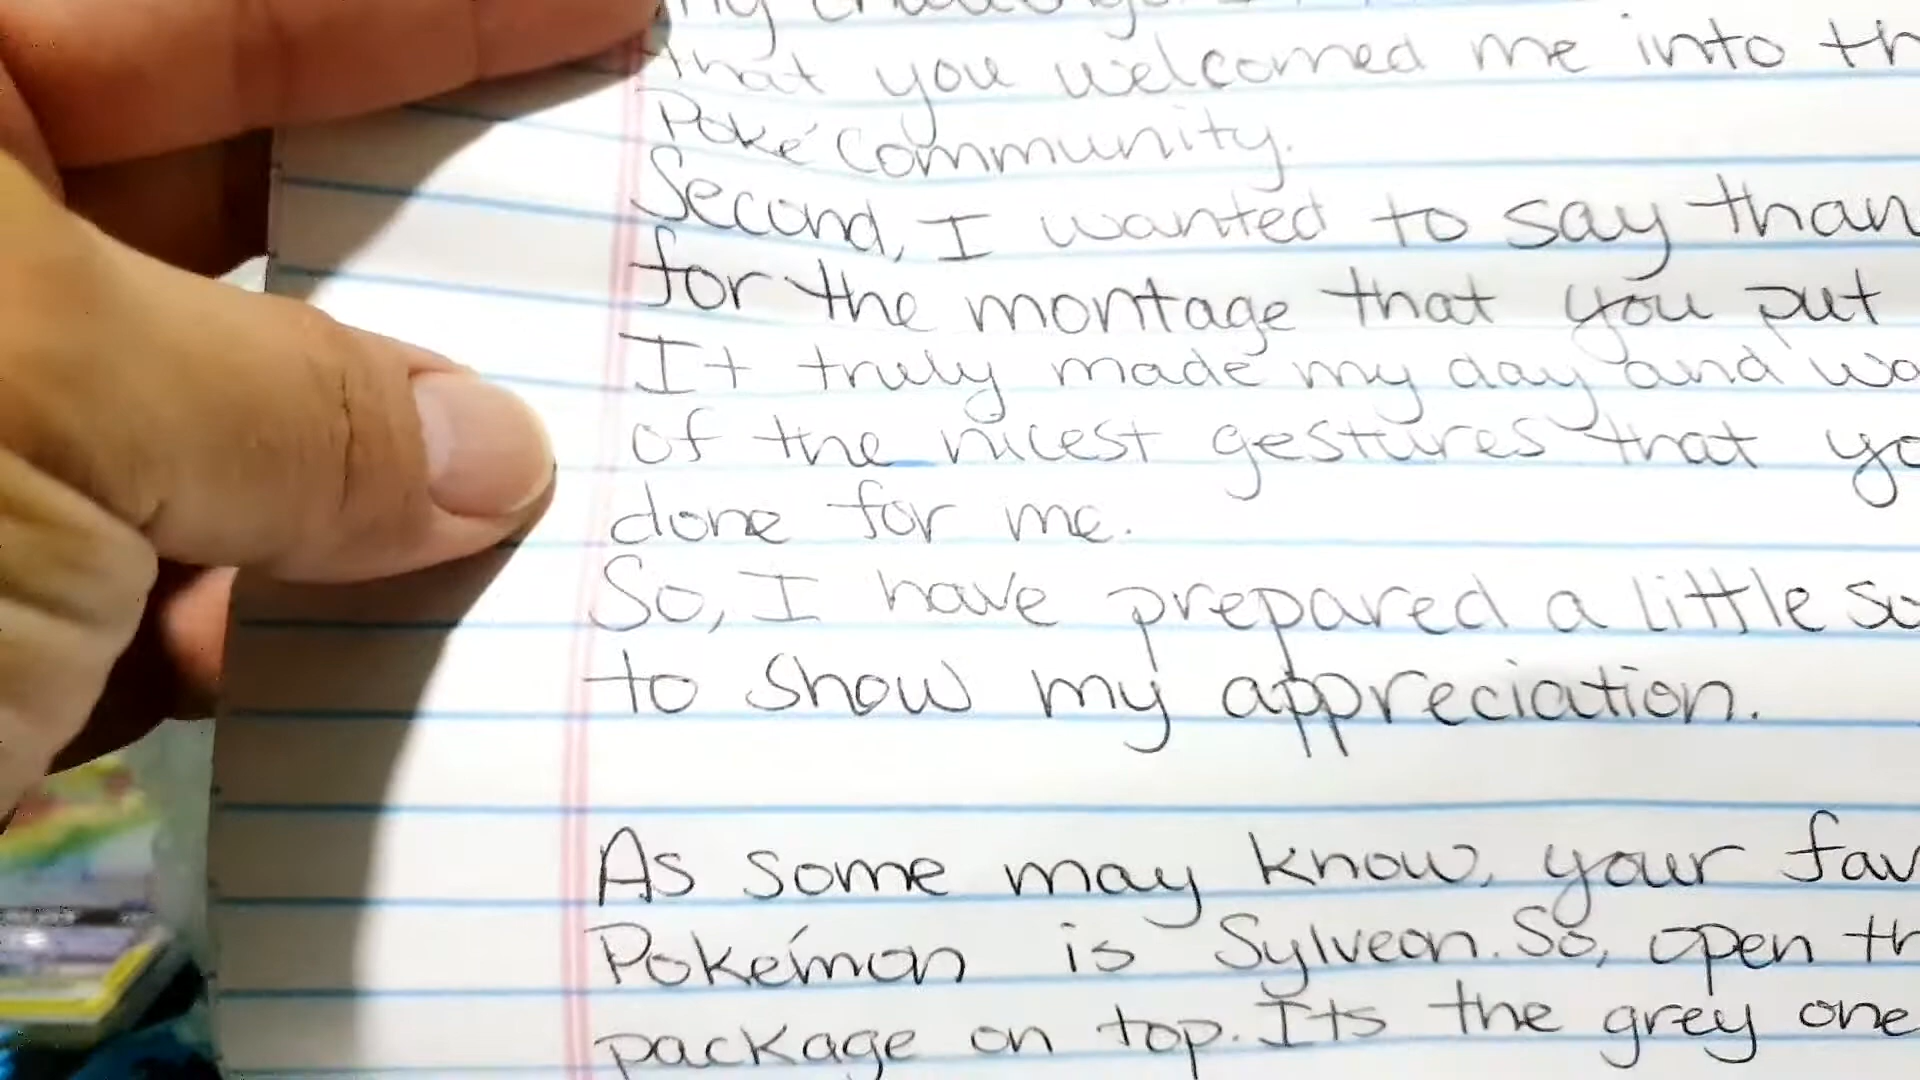 that you welcomed me into th
Poké Community.
Second, I wanted to say than
for the montage that you put
It truly made my day and wa
of the nicest gestures that yo
done for me.
So, I have prepared a little so
to show my appreciation.
As some may know, your fav
Pokémon is Sylveon. So, open th
package on top. Its the grey one